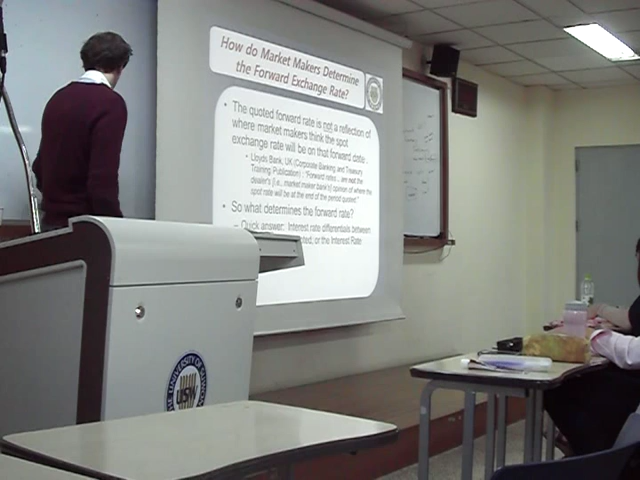 How do Market Makers Determine
the Forward Exchange Rate?
• The quoted forward rate is not a reflection of
where market makers think the spot
exchange rate will be on that forward date .
• Lloyds Bank, UK (Corporate Banking and Treasury
Training Publication) : "Forward rates .. are not the
dealer's [i.e., market maker bank's] opinion of where the
spot rate will be at the end of the period quoted."
• So what determines the forward rate?
– Quick answer: Interest rate differentials between
ted, or the Interest Rate
UNIVERSITY OF
USW